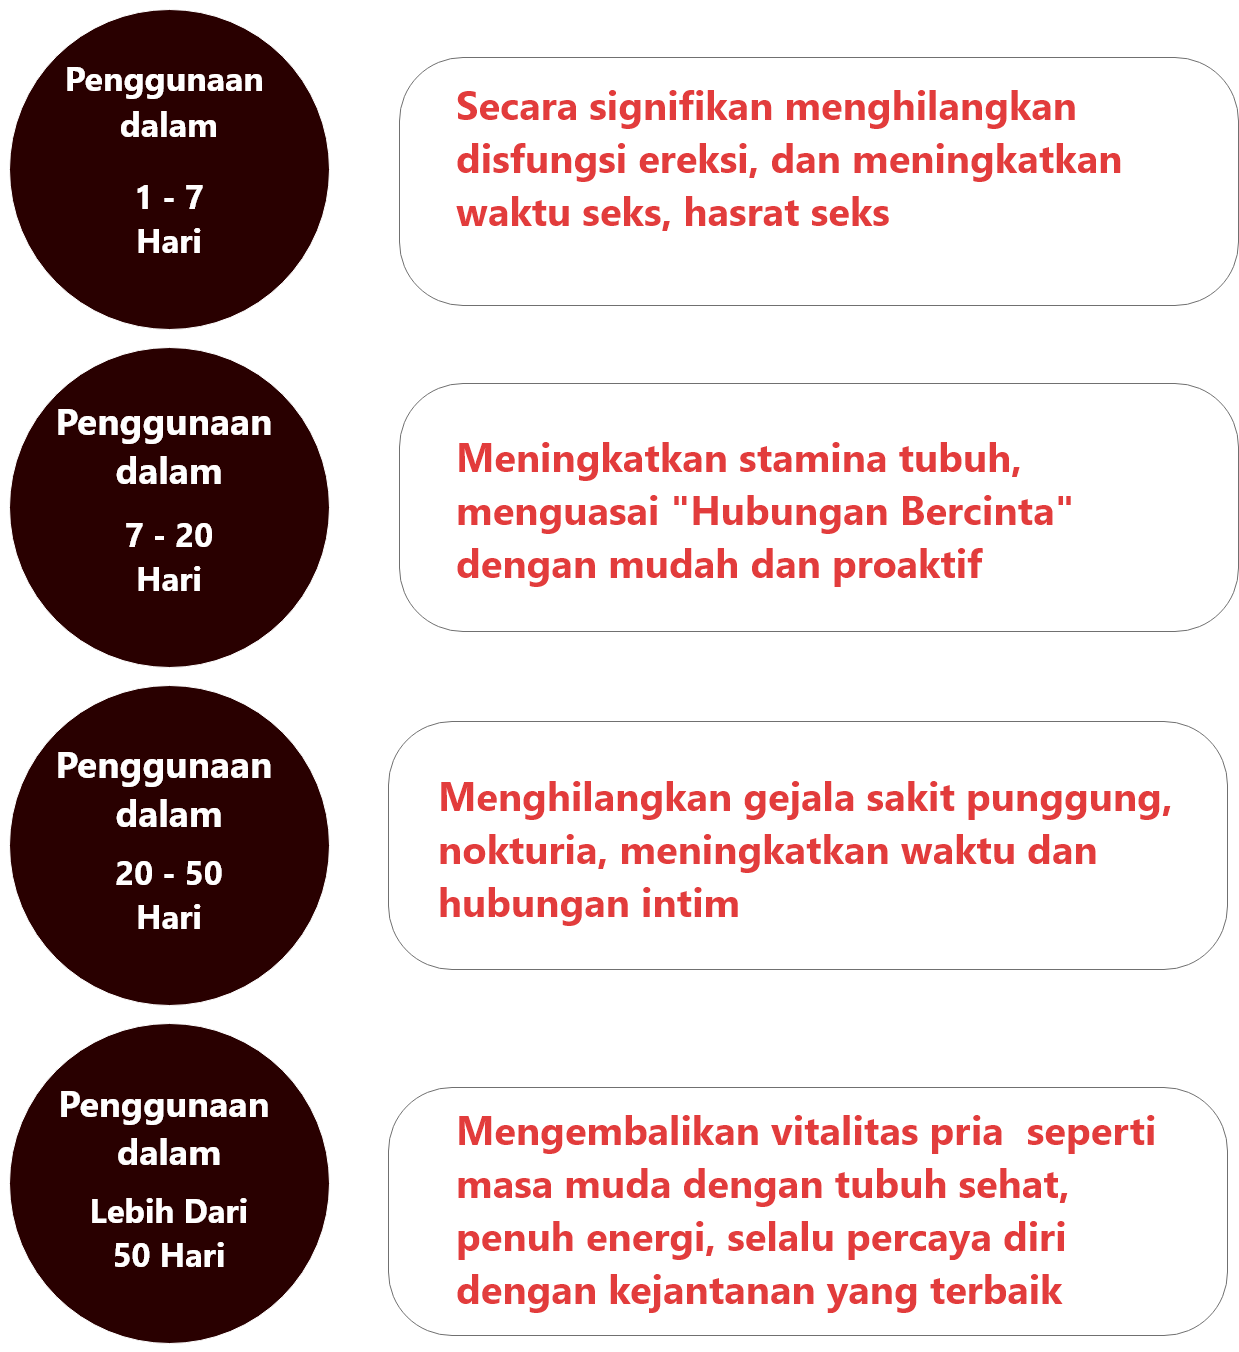 Penggunaan
dalam
1 - 7
Hari
Secara signifikan menghilangkan
disfungsi ereksi, dan meningkatkan
waktu seks, hasrat seks
Penggunaan
dalam
7 - 20
Hari
Meningkatkan stamina tubuh,
menguasai "Hubungan Bercinta"
dengan mudah dan proaktif
Penggunaan
dalam
20 - 50
Hari
Menghilangkan gejala sakit punggung,
nokturia, meningkatkan waktu dan
hubungan intim
Penggunaan
dalam
Lebih Dari
50 Hari
Mengembalikan vitalitas pria  seperti
masa muda dengan tubuh sehat,
penuh energi, selalu percaya diri
dengan kejantanan yang terbaik